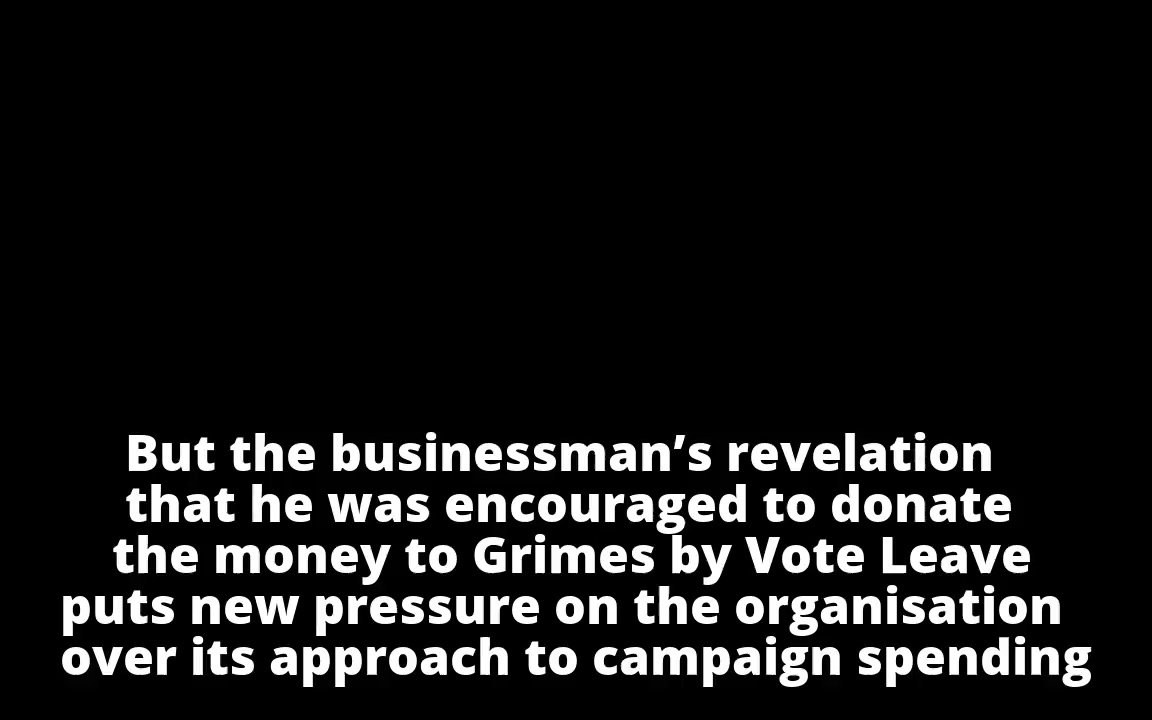 But the businessman’s revelation
that he was encouraged to donate
the money to Grimes by Vote Leave
puts new pressure on the organisation
over its approach to campaign spending